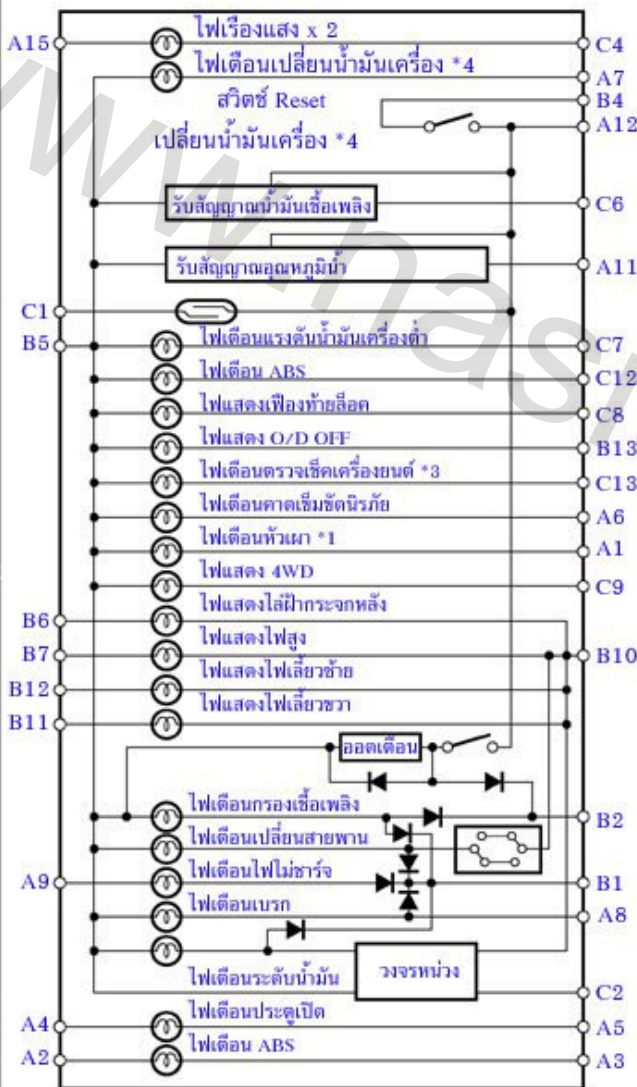 A15 ไฟเรืองแสง x 2 C4
ไฟเตือนเปลี่ยนน้ำมันเครื่อง *4 A7
สวิตช์ Reset B4
A12
เปลี่ยนน้ำมันเครื่อง *4
รับสัญญาณน้ำมันเชื้อเพลิง C6
รับสัญญาณอุณหภูมิน้ำ A11
C1
B5 ไฟเตือนแรงดันน้ำมันเครื่องต่ำ C7
ไฟเตือน ABS C12
ไฟแสดงเฟืองท้ายล็อค C8
ไฟแสดง O/D OFF B13
ไฟเตือนตรวจเช็คเครื่องยนต์ *3 C13
ไฟเตือนคาดเข็มขัดนิรภัย A6
ไฟเตือนหัวเผา *1 A1
ไฟแสดง 4WD C9
B6 ไฟแสดงไล่ฝ้ากระจกหลัง
B7 ไฟแสดงไฟสูง B10
B12 ไฟแสดงไฟเลี้ยวซ้าย
B11 ไฟแสดงไฟเลี้ยวขวา
ออดเตือน
ไฟเตือนกรองเชื้อเพลิง B2
ไฟเตือนเปลี่ยนสายพาน
A9 ไฟเตือนไฟไม่ชาร์จ B1
ไฟเตือนเบรก A8
วงจรหน่วง
ไฟเตือนระดับน้ำมัน C2
A4 ไฟเตือนประตูเปิด A5
A2 ไฟเตือน ABS A3